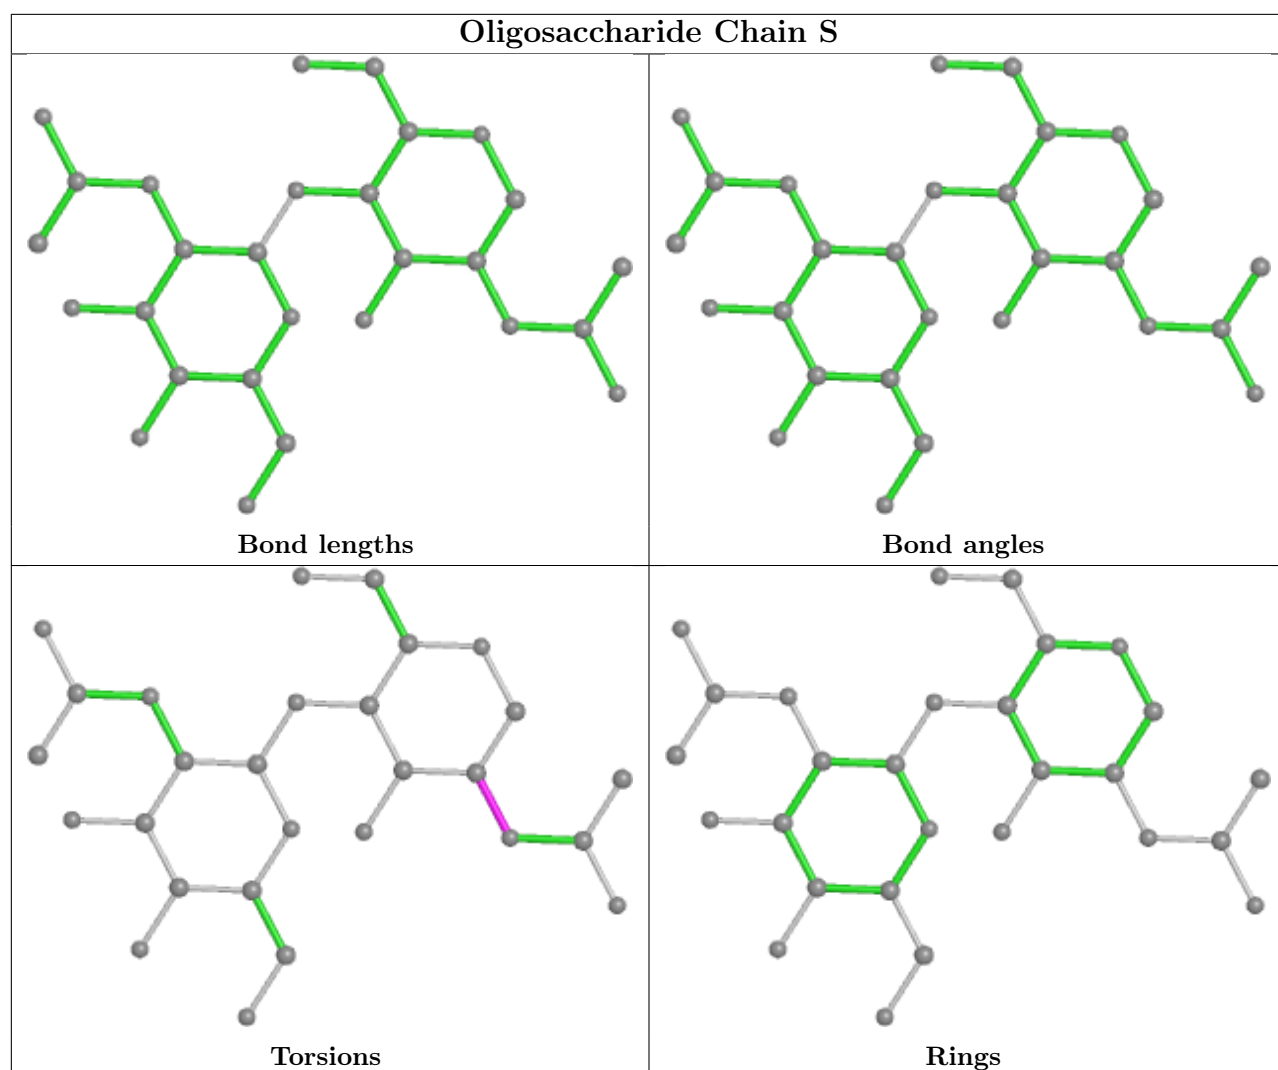 Oligosaccharide Chain S
Bond lengths
Bond angles
Torsions
Rings